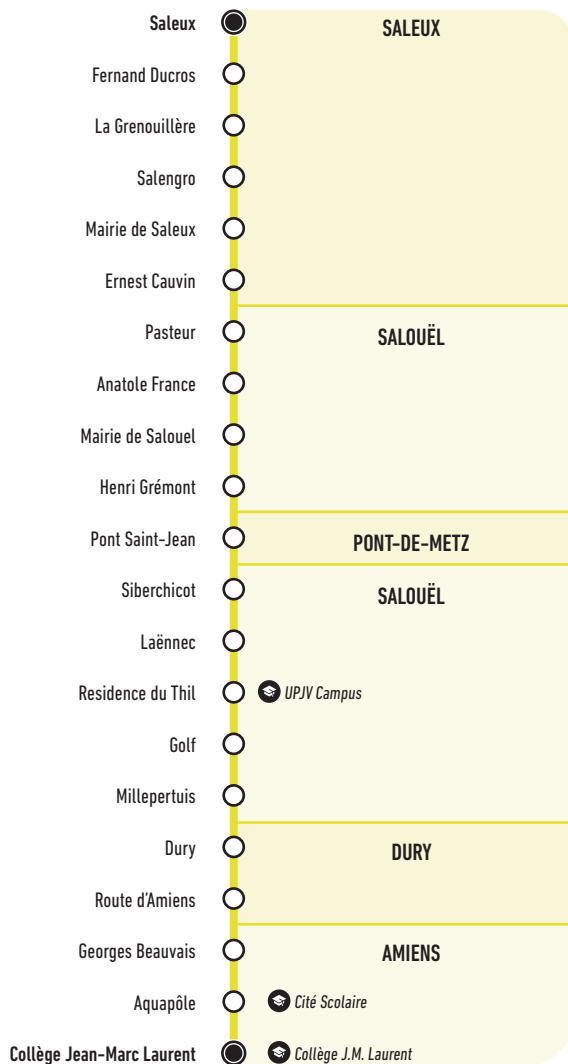 Saleux
SALEUX
Fernand Ducros
La Grenouillère
Salengro
Mairie de Saleux
Ernest Cauvin
Pasteur
SALOUËL
Anatole France
Mairie de Salouel
Henri Grémont
Pont Saint-Jean
PONT-DE-METZ
Siberchicot
SALOUËL
Laënnec
Residence du Thil
UPJV Campus
Golf
Millepertuis
Dury
DURY
Route d'Amiens
Georges Beauvais
AMIENS
Aquapôle
Cité Scolaire
Collège Jean-Marc Laurent
Collège J.M. Laurent